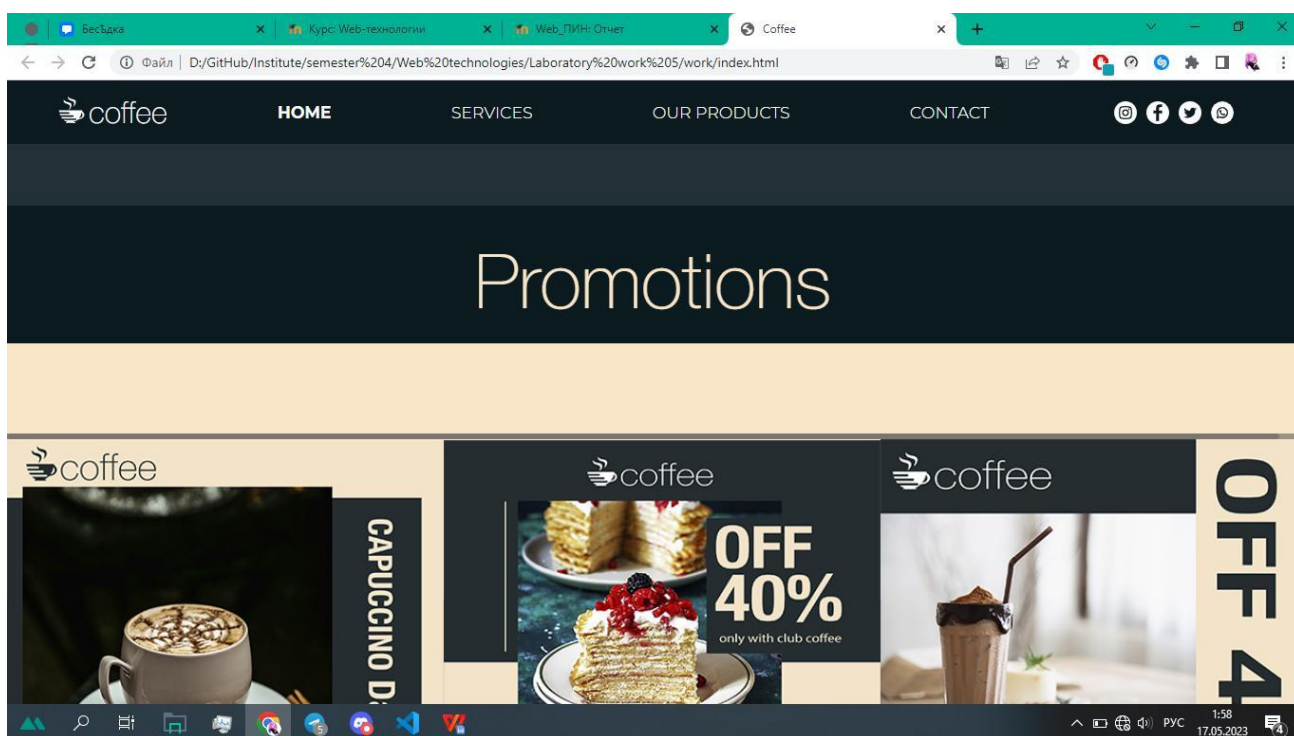 БесЪдка
Курс: Web-технологии
Web_ПИН: Отчет
Coffee
Файл
D:/GitHub/Institute/semester%204/Web%20technologies/Laboratory%20work%205/work/index.html
coffee
HOME
SERVICES
OUR PRODUCTS
CONTACT
Promotions
coffee
CAPUCCINO
coffee
OFF
40%
only with club coffee
coffee
OFF 4
РУС
1:58
17.05.2023